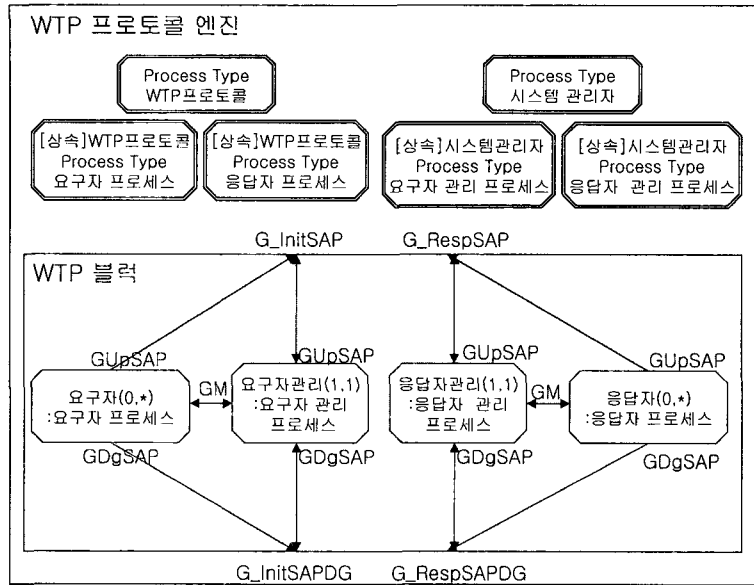 WTP 프로토콜 엔진
Process Type
WTP프로토콜
Process Type
시스템 관리자
[상속]WTP프로토콜
Process Type
요구자 프로세스
[상속]WTP프로토콜
Process Type
응답자 프로세스
[상속]시스템관리자
Process Type
요구자 관리 프로세스
[상속]시스템관리자
Process Type
응답자 관리 프로세스
G_InitSAP
G_RespSAP
WTP 블럭
GUpSAP
GUpSAP
GUpSAP
GUpSAP
요구자(0,*)
:요구자 프로세스
GM
요구자관리(1,1)
:요구자 관리
프로세스
응답자관리(1,1)
:응답자 관리
프로세스
GM
응답자(0,*)
:응답자 프로세스
GDgSAP
GDgSAP
GDgSAP
GDgSAP
G_InitSAPDG
G_RespSAPDG